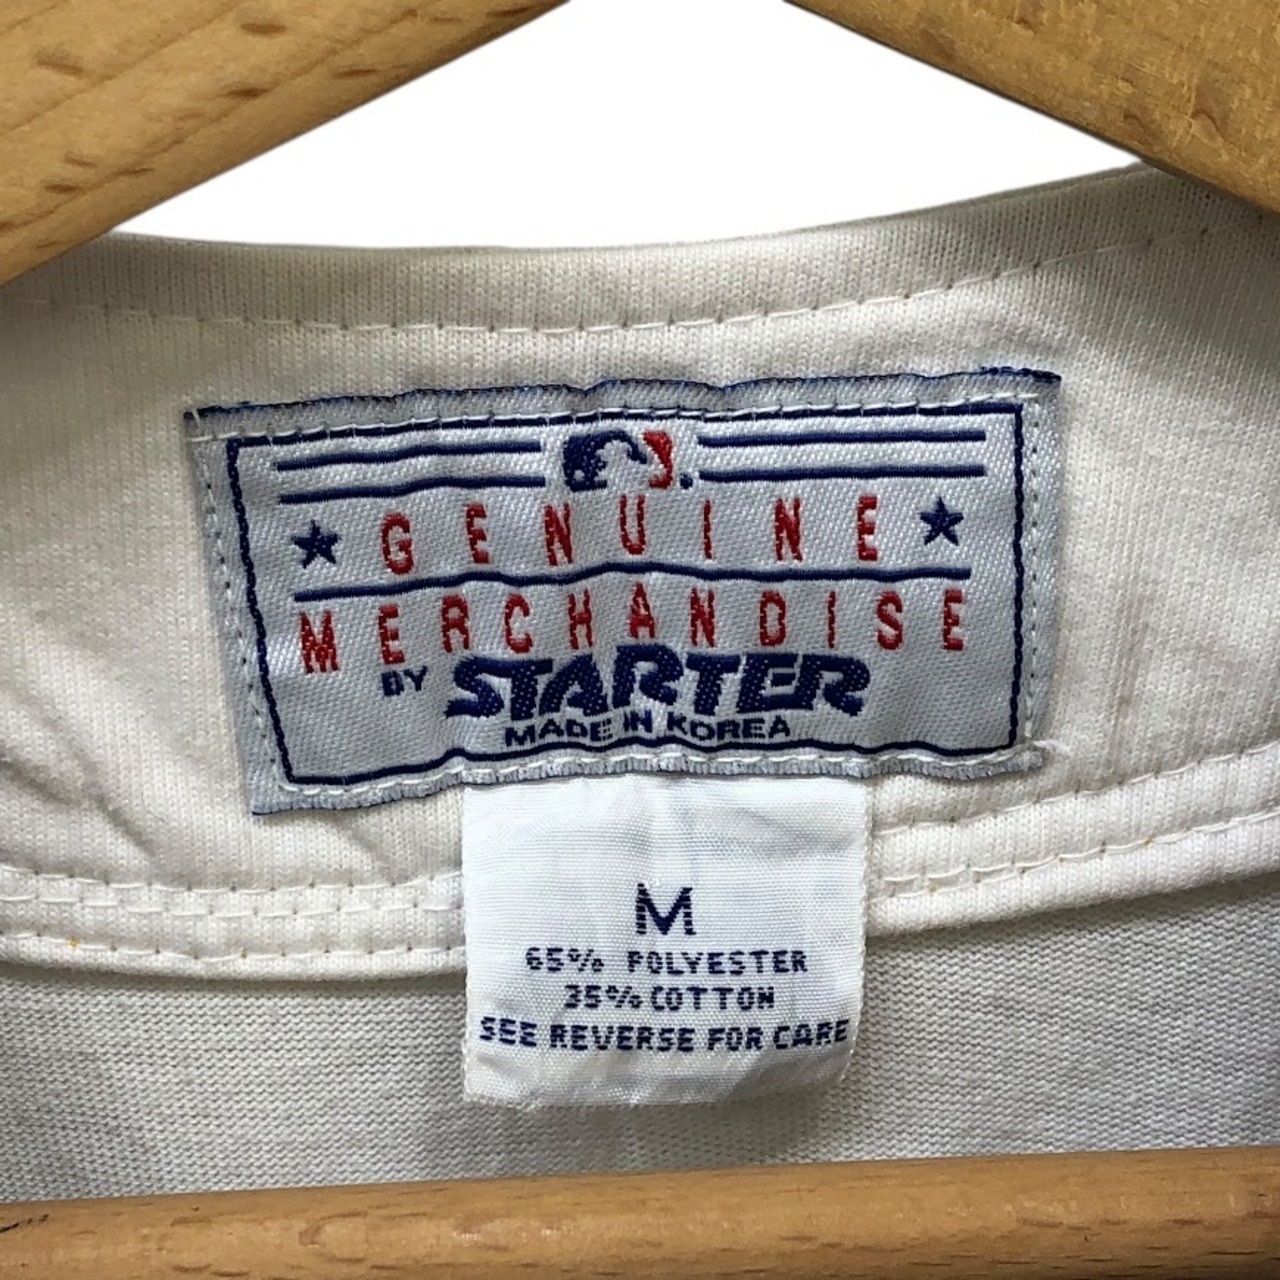 GENUINE
MERCHANDISE
BY STARTER
MADE IN KOREA
M
65% POLYESTER
35% COTTON
SEE REVERSE FOR CARE